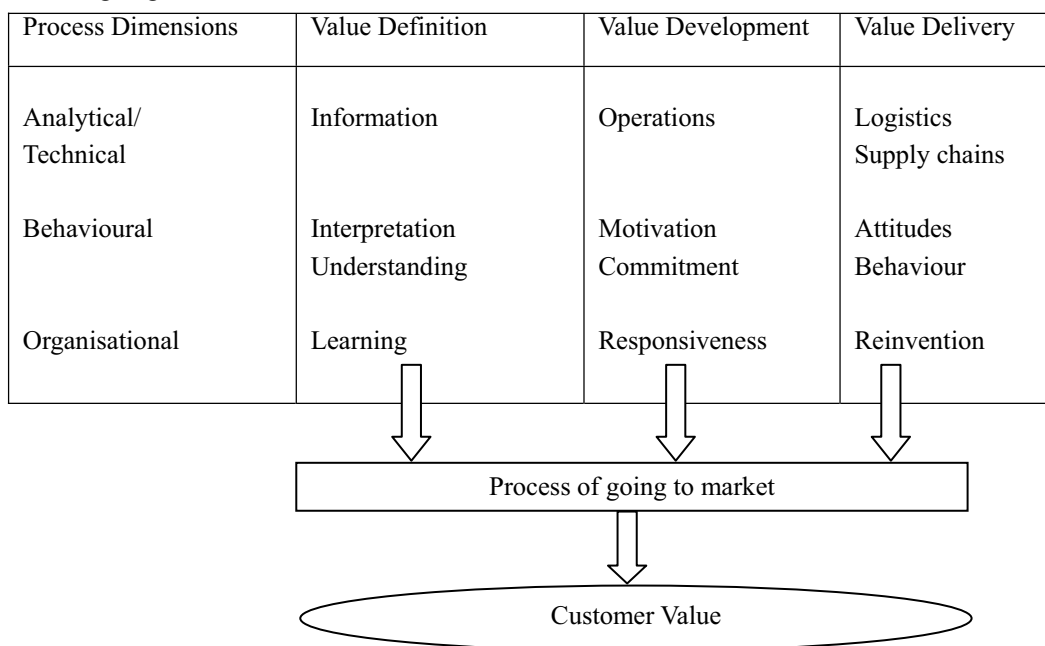 Process Dimensions Value Definition Value Development Value Delivery
Analytical/ Information Operations Logistics
Technical Supply chains
Behavioural Interpretation Motivation Attitudes
Understanding Commitment Behaviour
Organisational Learning Responsiveness Reinvention
Process of going to market
Customer Value